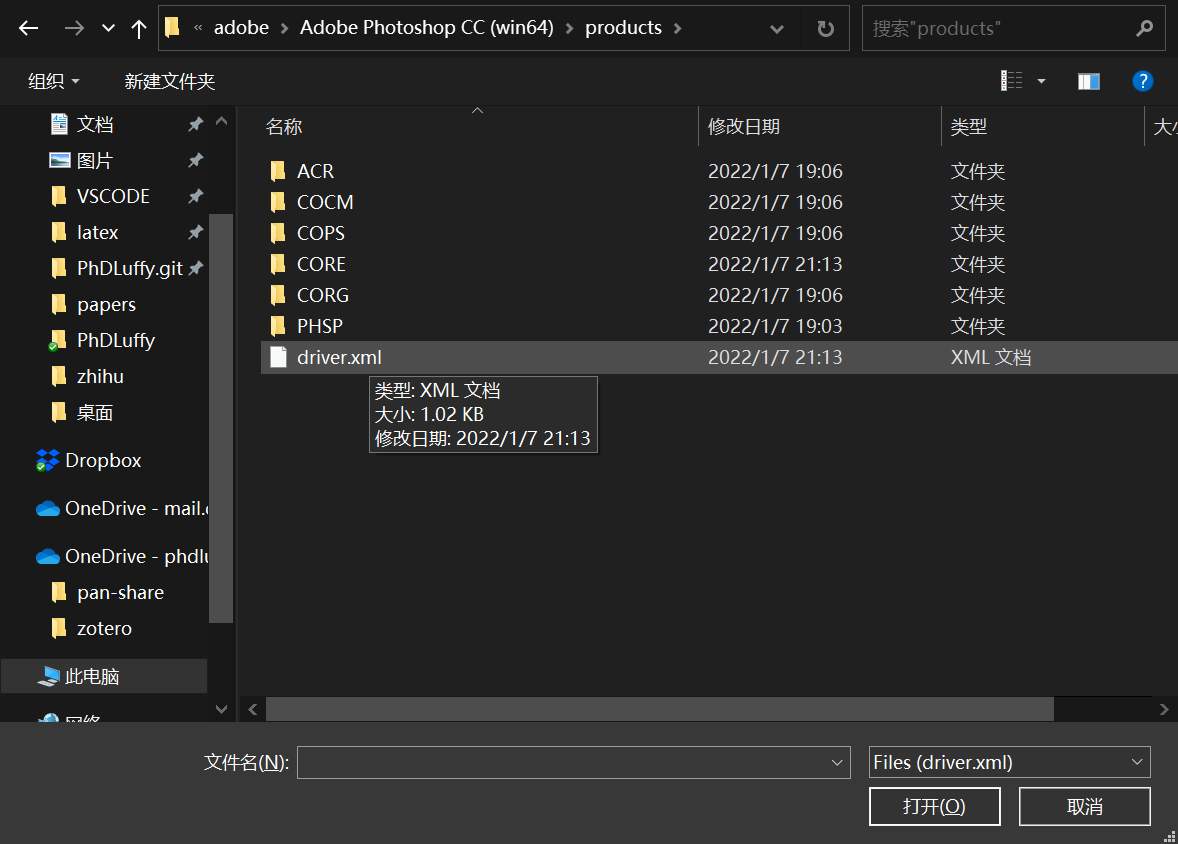 « adobe › Adobe Photoshop CC (win64) › products ›
搜索"products"
组织
新建文件夹
文档
图片
VSCODE
latex
PhDLuffy.git
papers
PhDLuffy
zhihu
桌面
Dropbox
OneDrive - mail.
OneDrive - phdlu
pan-share
zotero
此电脑
网络
名称 修改日期 类型 大小
ACR 2022/1/7 19:06 文件夹
COCM 2022/1/7 19:06 文件夹
COPS 2022/1/7 19:06 文件夹
CORE 2022/1/7 21:13 文件夹
CORG 2022/1/7 19:06 文件夹
PHSP 2022/1/7 19:03 文件夹
driver.xml 2022/1/7 21:13 XML 文档
类型: XML 文档
大小: 1.02 KB
修改日期: 2022/1/7 21:13
文件名(N):
Files (driver.xml)
打开(O)
取消